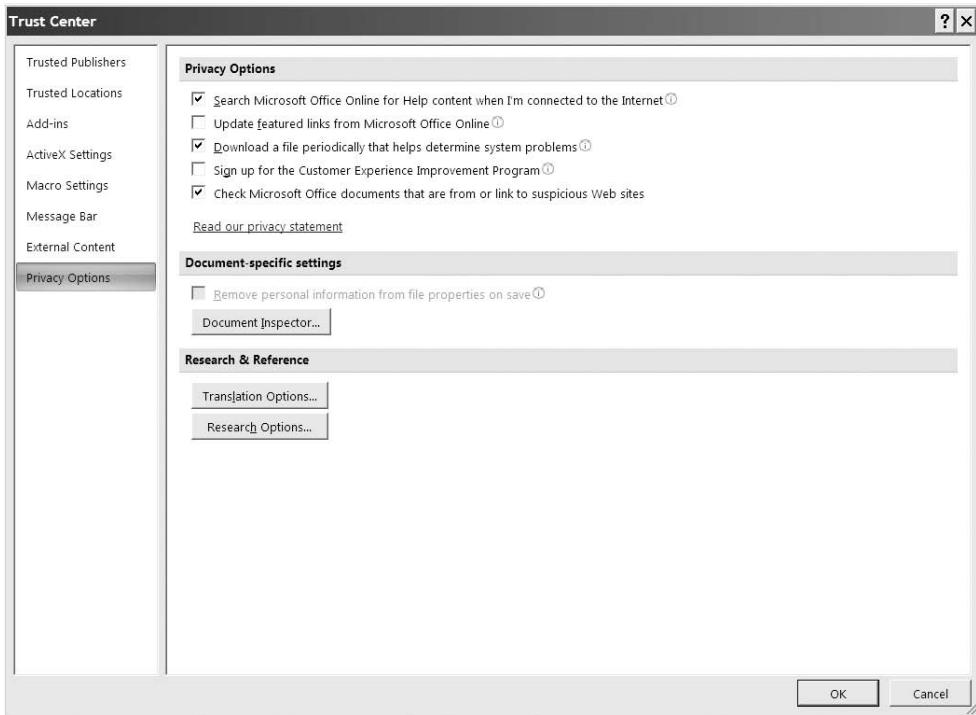 Trust Center
Trusted Publishers
Trusted Locations
Add-ins
ActiveX Settings
Macro Settings
Message Bar
External Content
Privacy Options
Privacy Options
Search Microsoft Office Online for Help content when I'm connected to the Internet
Update featured links from Microsoft Office Online
Download a file periodically that helps determine system problems
Sign up for the Customer Experience Improvement Program
Check Microsoft Office documents that are from or link to suspicious Web sites
Read our privacy statement
Document-specific settings
Remove personal information from file properties on save
Document Inspector...
Research & Reference
Translation Options...
Research Options...
OK
Cancel